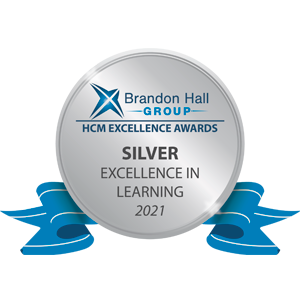 Brandon Hall
GROUP
HCM EXCELLENCE AWARDS
SILVER
EXCELLENCE IN
LEARNING
2021